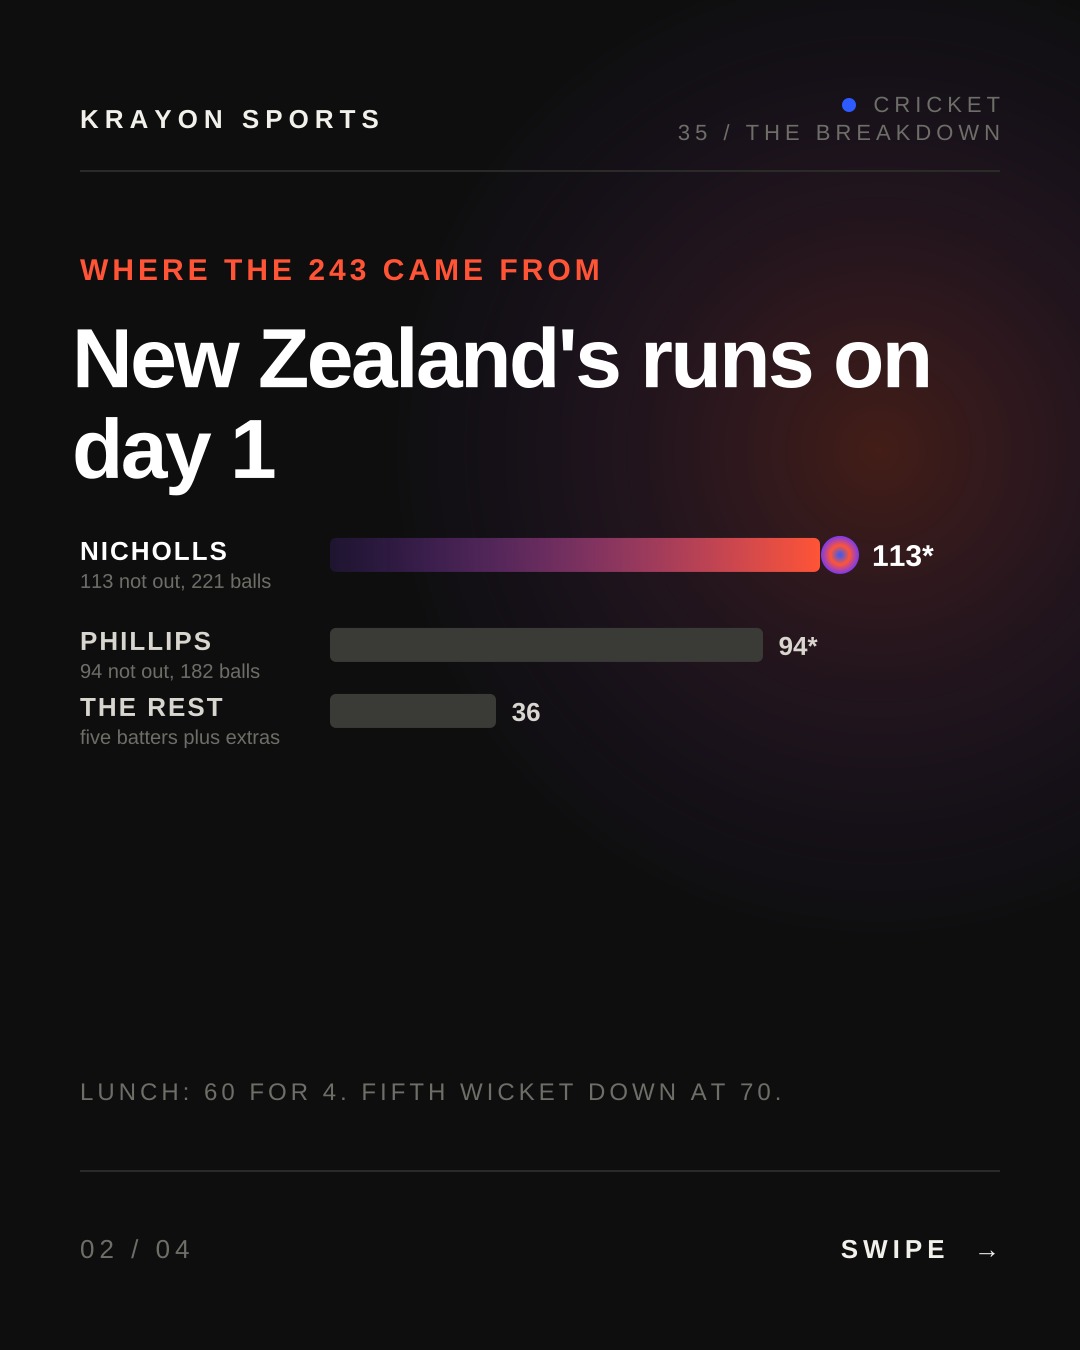 KRAYON SPORTS
CRICKET
35 / THE BREAKDOWN
WHERE THE 243 CAME FROM
New Zealand's runs on
day 1
NICHOLLS
113 not out, 221 balls
113*
PHILLIPS
94 not out, 182 balls
94*
THE REST
five batters plus extras
36
LUNCH: 60 FOR 4. FIFTH WICKET DOWN AT 70.
02 / 04
SWIPE →